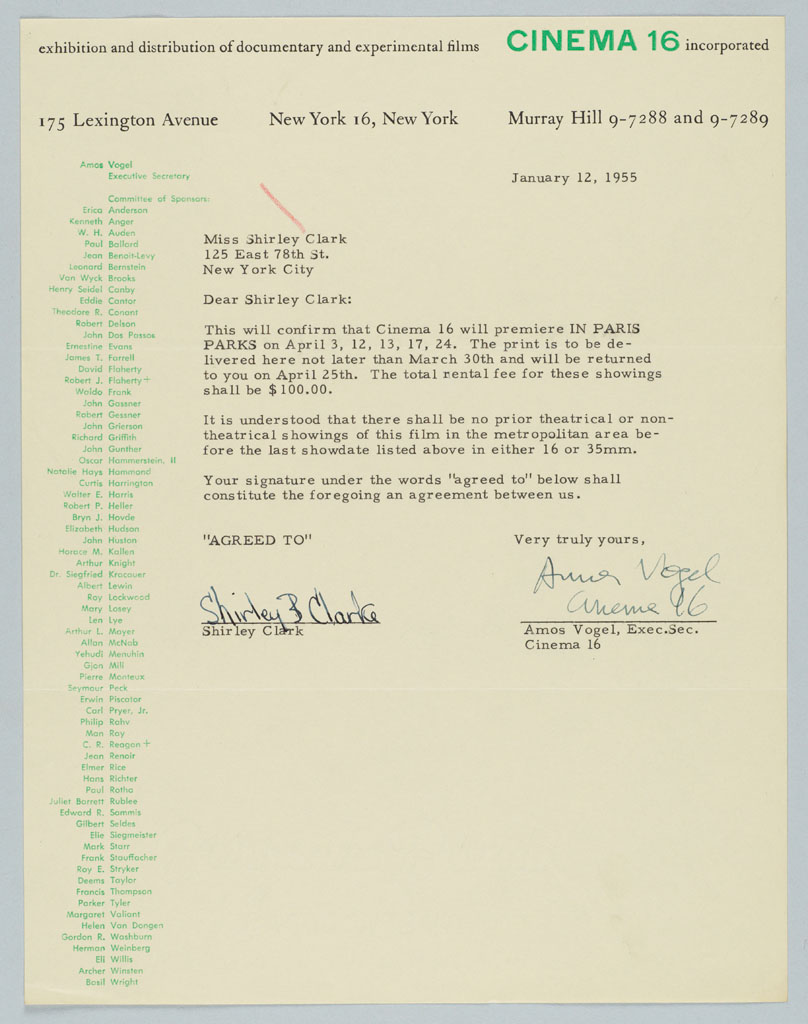 exhibition and distribution of documentary and experimental films CINEMA 16 incorporated
175 Lexington Avenue New York 16, New York Murray Hill 9-7288 and 9-7289
Amos Vogel
Executive Secretary
Committee of Sponsors:
Erica Anderson
Kenneth Anger
W. H. Auden
Paul Ballard
Jean Benoit-Levy
Leonard Bernstein
Van Wyck Brooks
Henry Seidel Canby
Eddie Cantor
Theodore R. Conant
Robert Delson
John Dos Passos
Ernestine Evans
James T. Farrell
David Flaherty
Robert J. Flaherty+
Waldo Frank
John Gassner
Robert Gessner
John Grierson
Richard Griffith
John Gunther
Oscar Hammerstein, II
Natalie Hays Hammond
Curtis Harrington
Walter E. Harris
Robert P. Heller
Bryn J. Hovde
Elizabeth Hudson
John Huston
Horace M. Kallen
Arthur Knight
Dr. Siegfried Kracauer
Albert Lewin
Roy Lockwood
Mary Losey
Len Lye
Arthur L. Mayer
Allan McNab
Yehudi Menuhin
Gjon Mili
Pierre Monteux
Seymour Peck
Erwin Piscator
Carl Pryer, Jr.
Philip Rahv
Man Ray
C. R. Reagan+
Jean Renoir
Elmer Rice
Hans Richter
Paul Rotha
Juliet Barrett Rublee
Edward R. Sammis
Gilbert Seldes
Elie Siegmeister
Mark Starr
Frank Stauffacher
Roy E. Stryker
Deems Taylor
Francis Thompson
Parker Tyler
Margaret Valiant
Helen Van Dongen
Gordon R. Washburn
Herman Weinberg
Eli Willis
Archer Winsten
Basil Wright
January 12, 1955
Miss Shirley Clark
125 East 78th St.
New York City
Dear Shirley Clark:
This will confirm that Cinema 16 will premiere IN PARIS
PARKS on April 3, 12, 13, 17, 24. The print is to be de-
livered here not later than March 30th and will be returned
to you on April 25th. The total rental fee for these showings
shall be $100.00.
It is understood that there shall be no prior theatrical or non-
theatrical showings of this film in the metropolitan area be-
fore the last showdate listed above in either 16 or 35mm.
Your signature under the words "agreed to" below shall
constitute the foregoing an agreement between us.
"AGREED TO" Very truly yours,
Amos Vogel
Cinema 16
Shirley B Clarke
Shirley Clark
Amos Vogel, Exec.Sec.
Cinema 16